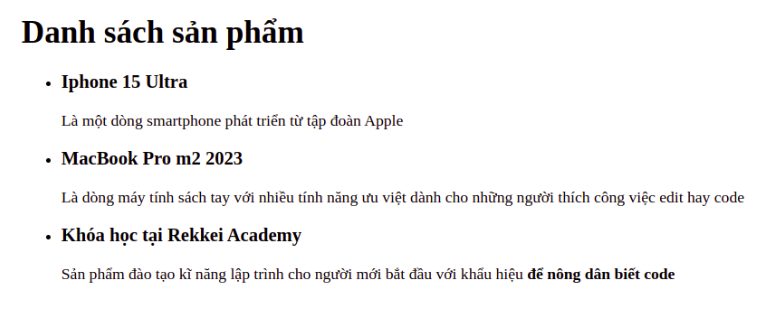 Danh sách sản phẩm
Iphone 15 Ultra
Là một dòng smartphone phát triển từ tập đoàn Apple
MacBook Pro m2 2023
Là dòng máy tính sách tay với nhiều tính năng ưu việt dành cho những người thích công việc edit hay code
Khóa học tại Rekkei Academy
Sản phẩm đào tạo kĩ năng lập trình cho người mới bắt đầu với khẩu hiệu để nông dân biết code